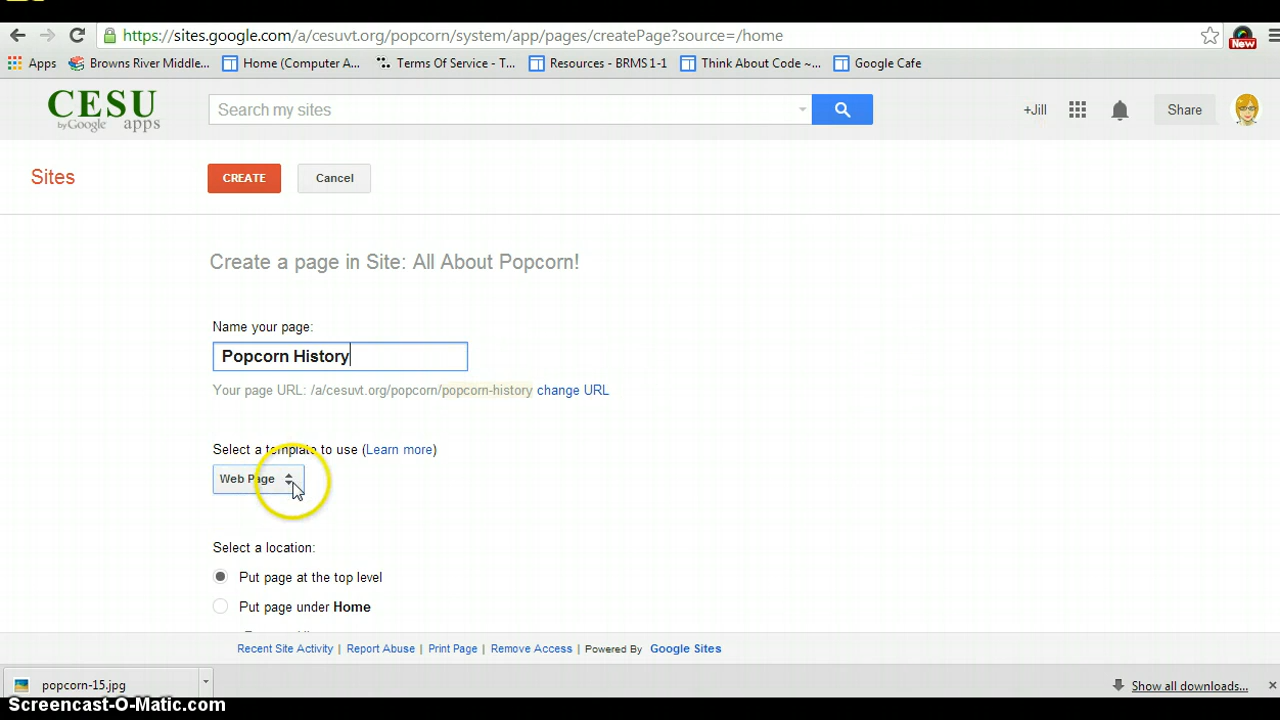 https://sites.google.com/a/cesuvt.org/popcorn/system/app/pages/createPage?source=/home
New
Apps Browns River Middle... Home (Computer A... Terms Of Service - T... Resources - BRMS 1-1 Think About Code ~... Google Cafe
CESU
by Google apps
Search my sites
+Jill
Share
Sites
CREATE
Cancel
Create a page in Site: All About Popcorn!
Name your page:
Popcorn History
Your page URL: /a/cesuvt.org/popcorn/popcorn-history change URL
Select a template to use (Learn more)
Web Page
Select a location:
Put page at the top level
Put page under Home
Recent Site Activity | Report Abuse | Print Page | Remove Access | Powered By Google Sites
popcorn-15.jpg
Show all downloads...
Screencast-O-Matic.com